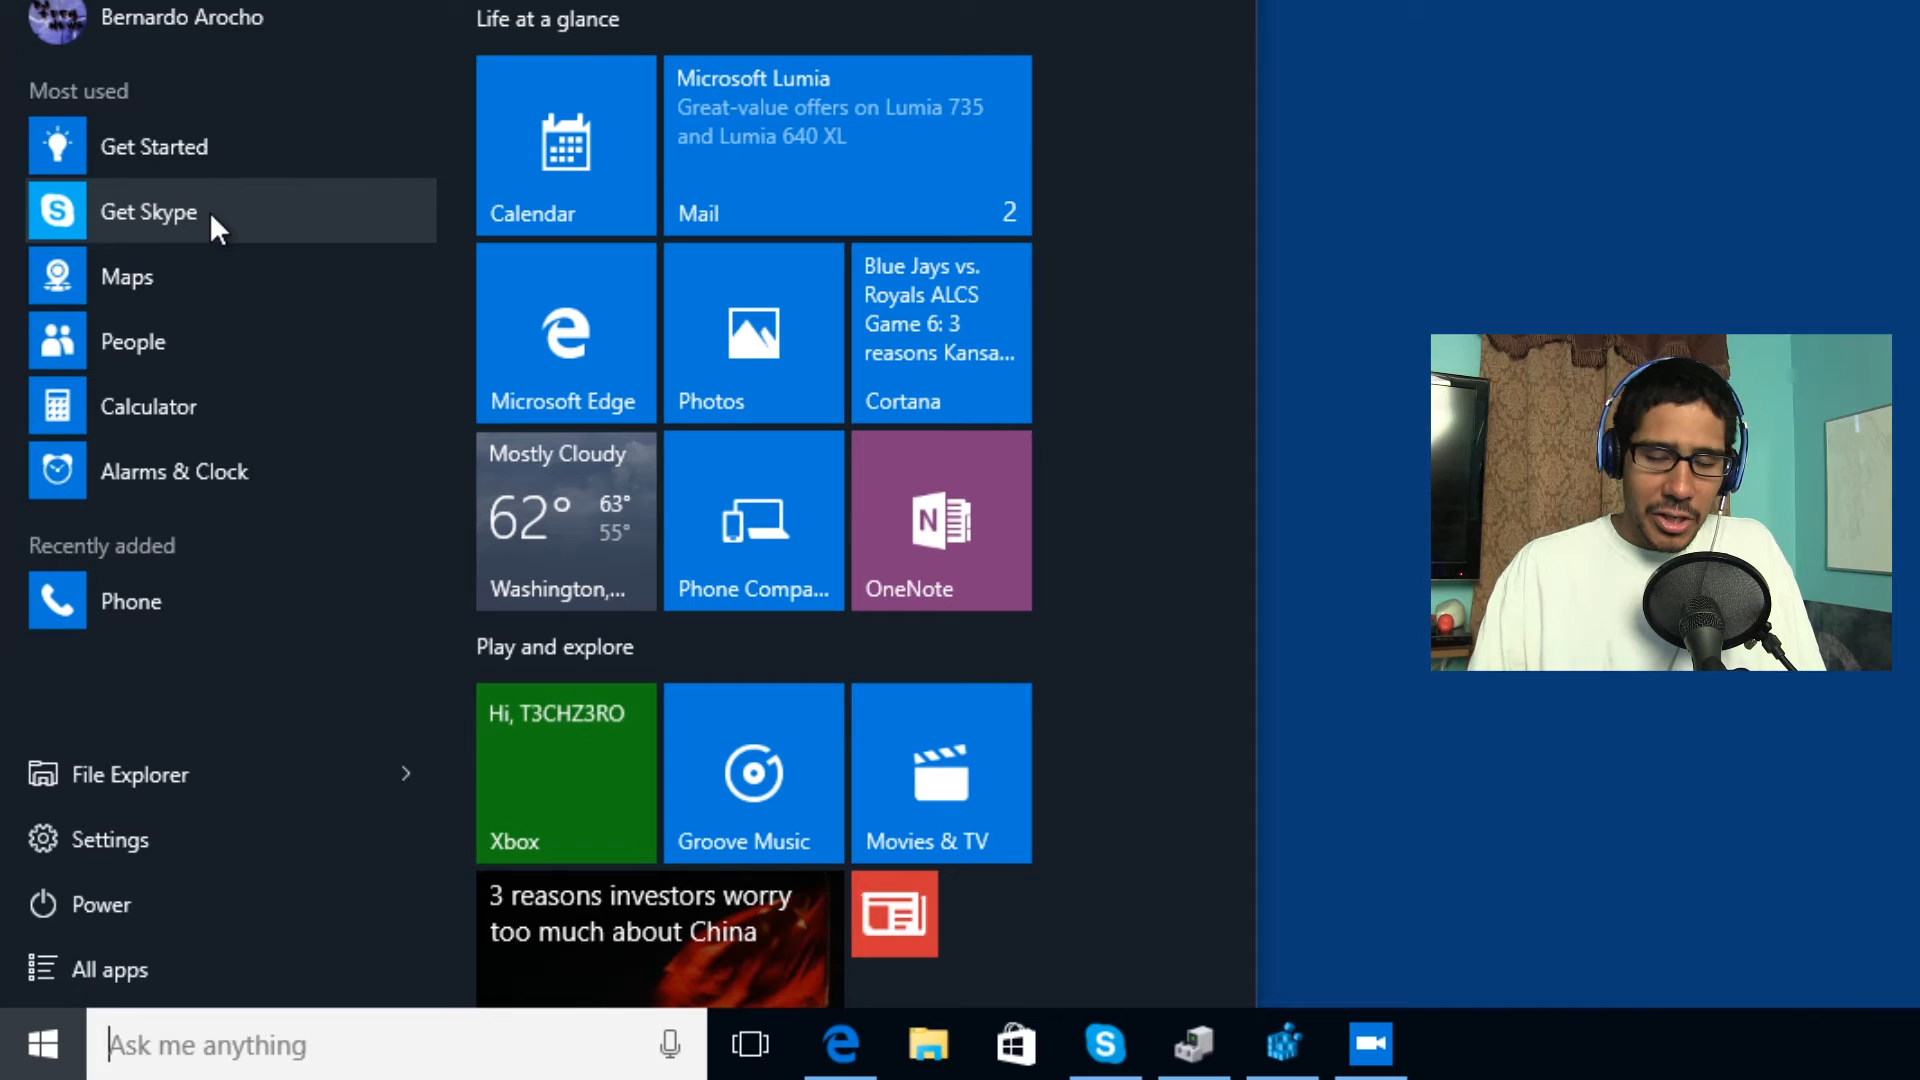 Bernardo Arocho
Most used
Get Started
Get Skype
Maps
People
Calculator
Alarms & Clock
Recently added
Phone
File Explorer
Settings
Power
All apps
Ask me anything
Life at a glance
Calendar
Microsoft Lumia
Great-value offers on Lumia 735
and Lumia 640 XL
Mail 2
Microsoft Edge
Photos
Blue Jays vs.
Royals ALCS
Game 6: 3
reasons Kansa...
Cortana
Mostly Cloudy
62° 63°
55°
Washington,...
Phone Compa...
OneNote
Play and explore
Hi, T3CHZ3RO
Xbox
Groove Music
Movies & TV
3 reasons investors worry
too much about China